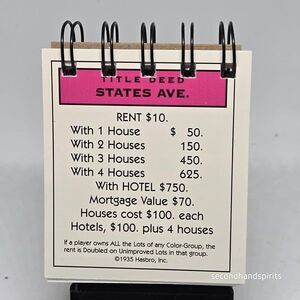 TITLE DEED
STATES AVE.
RENT $10.
With 1 House $ 50.
With 2 Houses 150.
With 3 Houses 450.
With 4 Houses 625.
With HOTEL $750.
Mortgage Value $70.
Houses cost $100. each
Hotels, $100. plus 4 houses
If a player owns ALL the Lots of any Color-Group, the
rent is Doubled on Unimproved Lots in that group.
©1935 Hasbro, Inc.
secondhandspirits